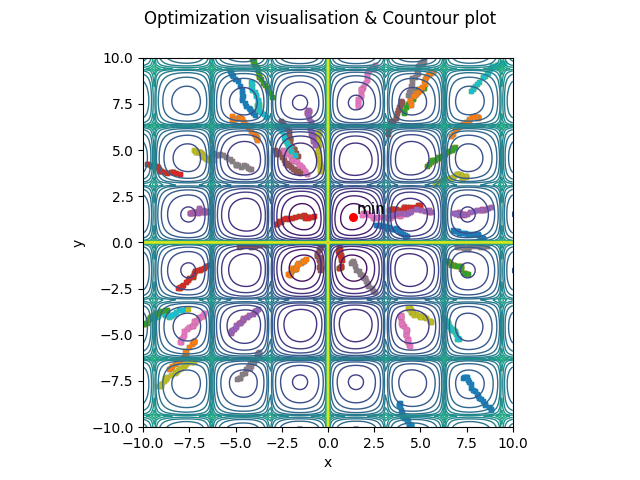 Optimization visualisation & Countour plot
10.0
7.5
5.0
2.5
0.0
−2.5
−5.0
−7.5
−10.0
y
min
−10.0 −7.5 −5.0 −2.5 0.0 2.5 5.0 7.5 10.0
x